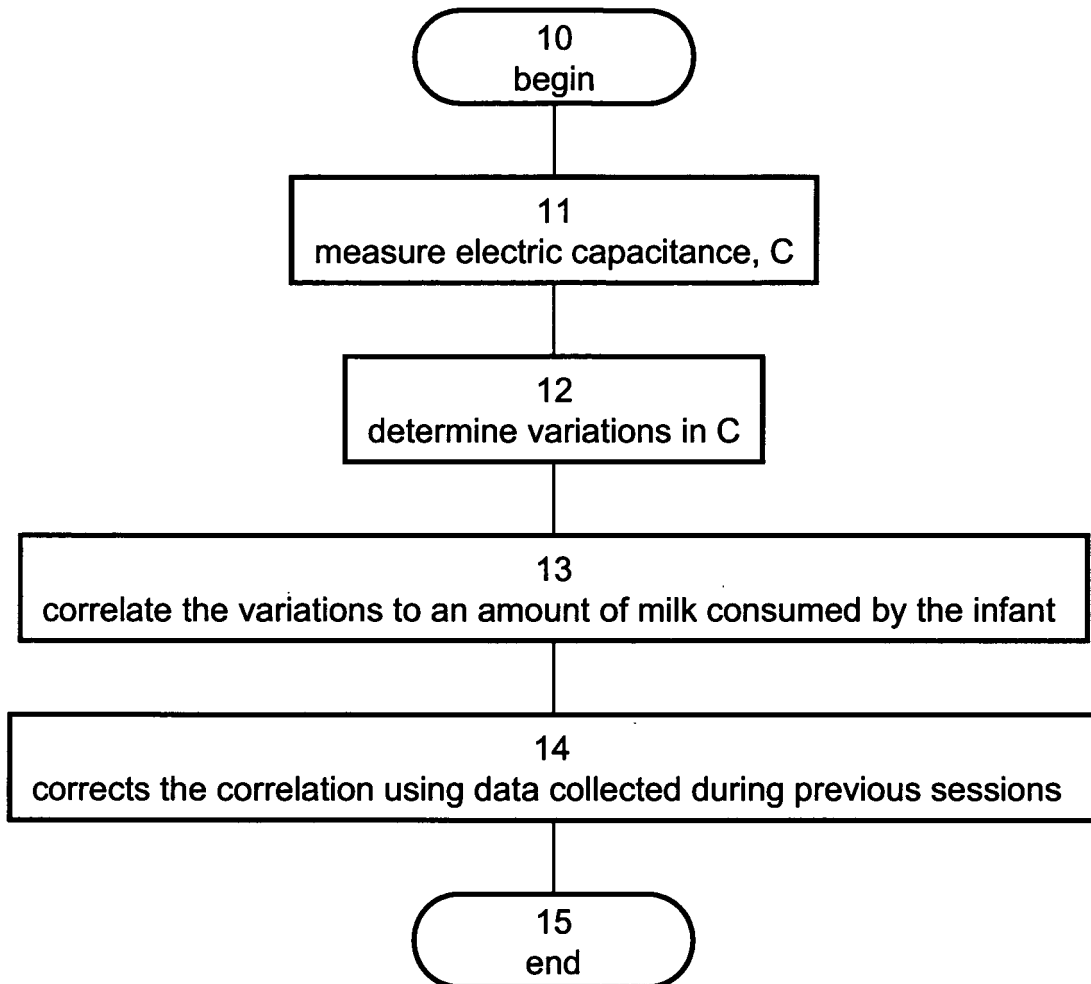 10
begin
11
measure electric capacitance, C
12
determine variations in C
13
correlate the variations to an amount of milk consumed by the infant
14
corrects the correlation using data collected during previous sessions
15
end